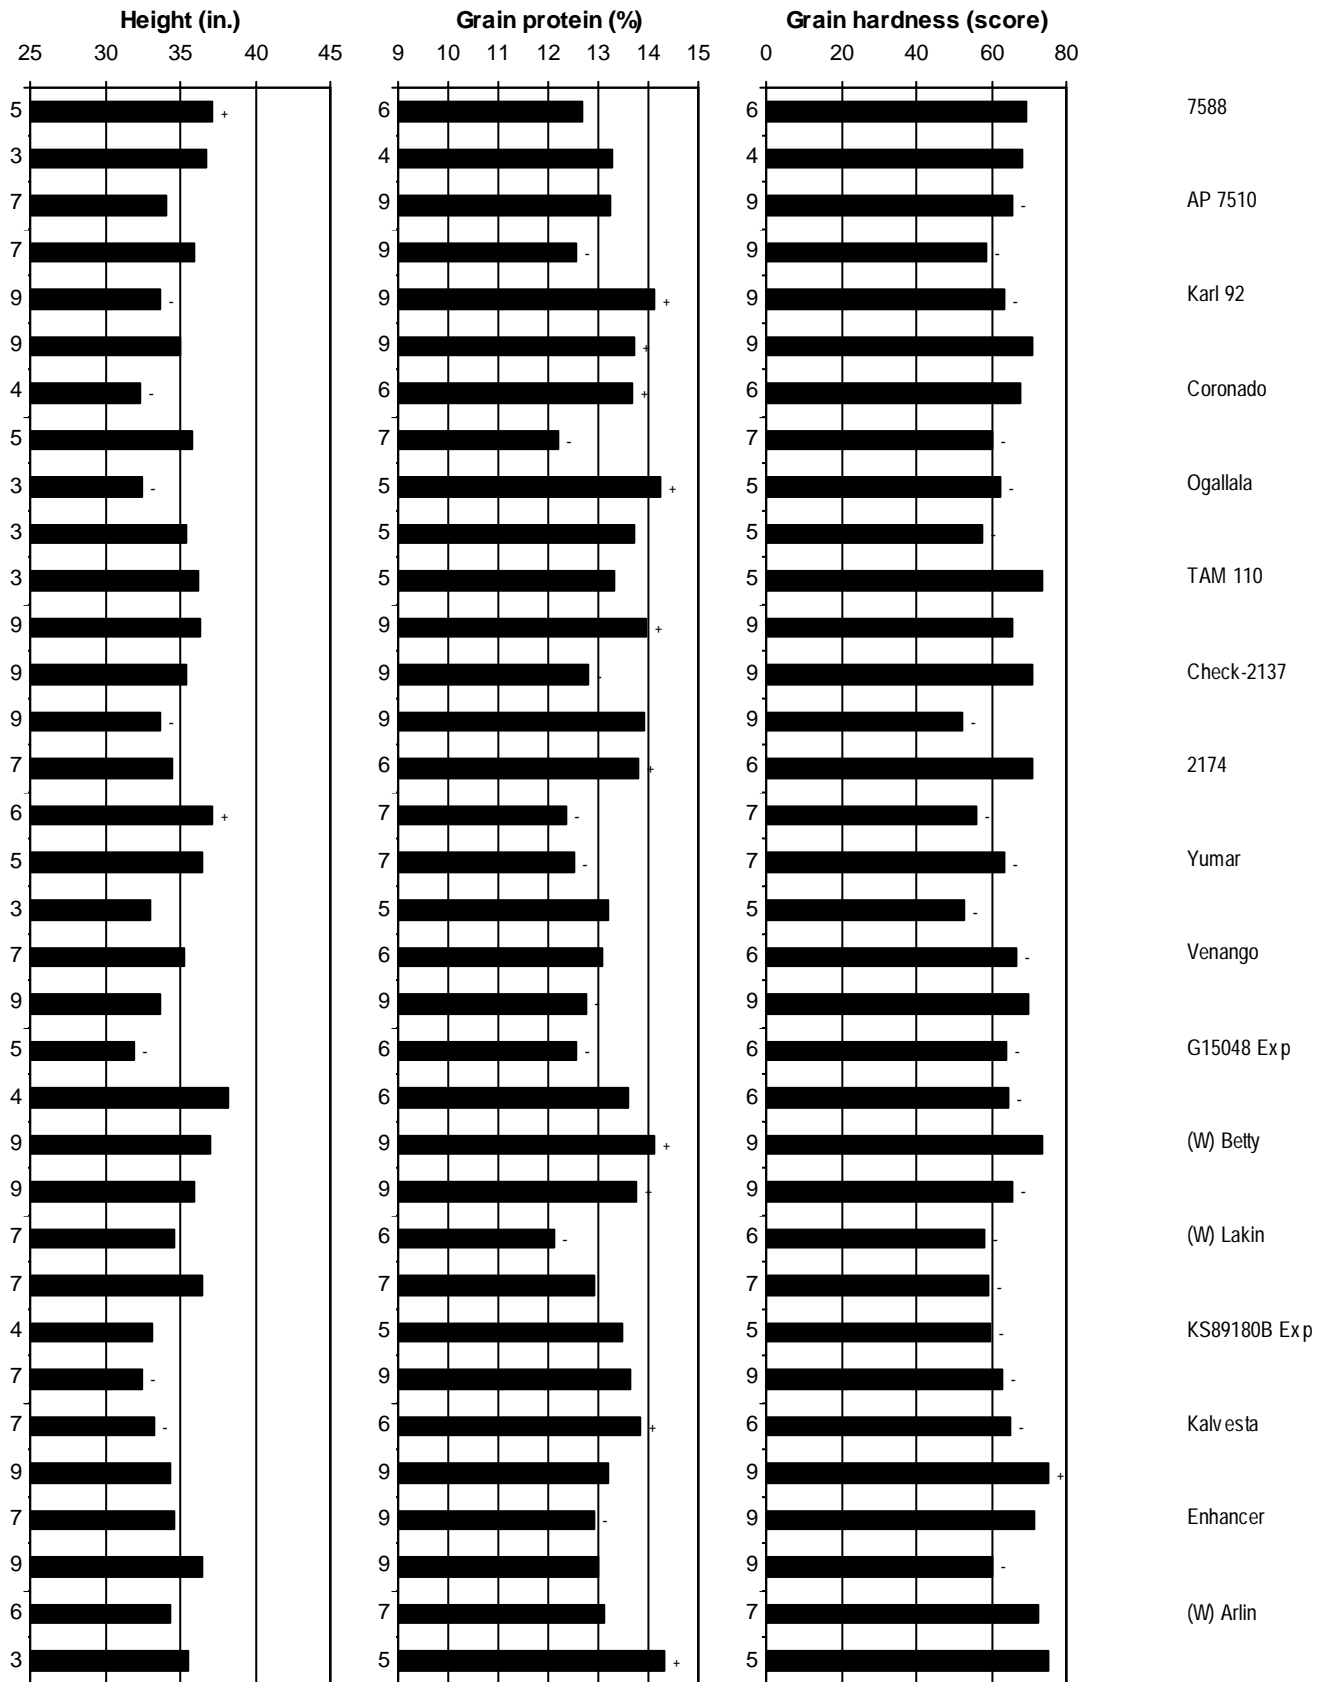 Height (in.) Grain protein (%) Grain hardness (score)
25 30 35 40 45 9 10 11 12 13 14 15 0 20 40 60 80
5 + 6 6 7588
3 4 4
7 9 9 - AP 7510
7 9 - 9 -
9 - 9 + 9 - Karl 92
9 9 + 9
4 - 6 + 6 Coronado
5 7 - 7 -
3 - 5 + 5 - Ogallala
3 5 5 -
3 5 5 TAM 110
9 9 + 9
9 9 - 9 Check-2137
9 - 9 9 -
7 6 + 6 2174
6 + 7 - 7 -
5 7 - 7 - Yumar
3 5 5 -
7 6 6 - Venango
9 9 - 9
5 - 6 - 6 - G15048 Exp
4 6 6 -
9 9 + 9 (W) Betty
9 9 + 9 -
7 6 - 6 - (W) Lakin
7 7 7 -
4 5 5 - KS89180B Exp
7 - 9 9 -
7 - 6 + 6 - Kalvesta
9 9 9 +
7 9 - 9 Enhancer
9 9 9 -
6 7 7 (W) Arlin
3 5 + 5